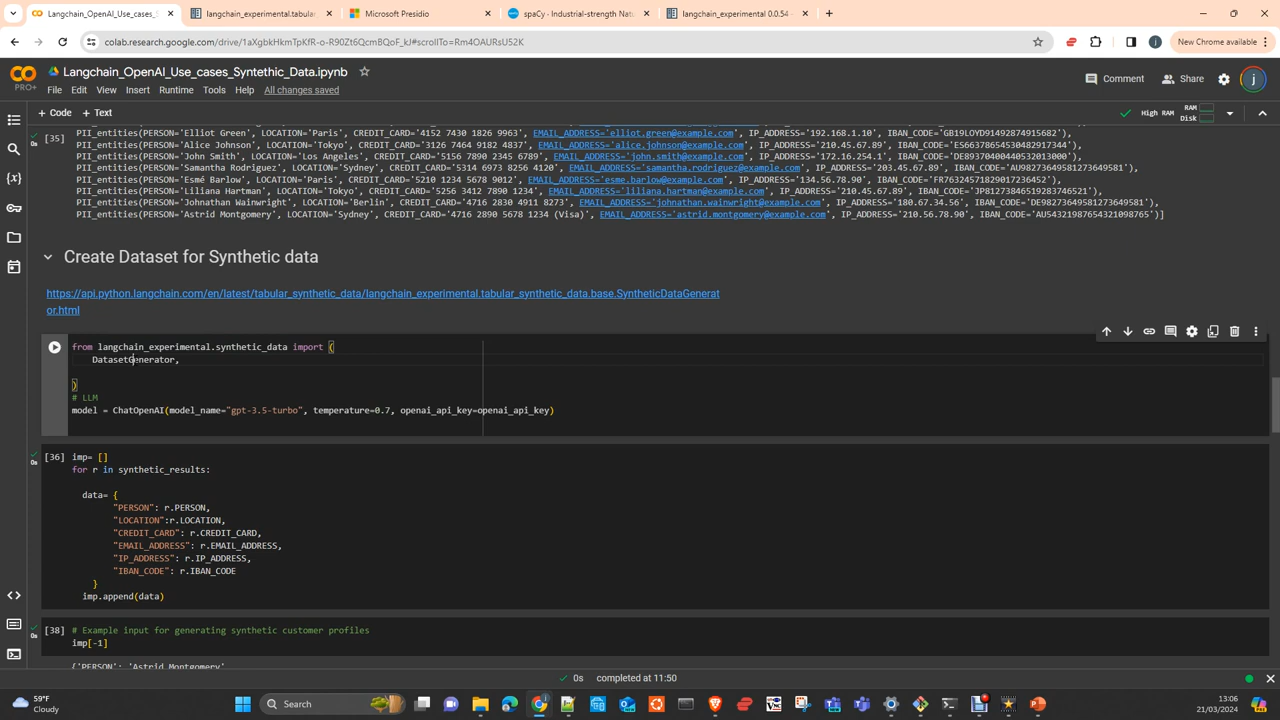 Langchain_OpenAI_Use_cases_S
langchain_experimental.tabular_
Microsoft Presidio
spaCy · Industrial-strength Nat
langchain_experimental 0.0.54 —
colab.research.google.com/drive/1aXgbkHkmTpKfR-o-R90Zt6QcmBQoF_kJ#scrollTo=Rm4OAURsU52K
New Chrome available
PRO+
Langchain_OpenAI_Use_cases_Syntethic_Data.ipynb
Comment
Share
File Edit View Insert Runtime Tools Help All changes saved
+ Code + Text
High RAM
RAM
Disk
[35]
0s
PII_entities(PERSON='Elliot Green', LOCATION='Paris', CREDIT_CARD='4152 7430 1826 9963', EMAIL_ADDRESS='elliot.green@example.com', IP_ADDRESS='192.168.1.10', IBAN_CODE='GB19LOYD91492874915682'),
PII_entities(PERSON='Alice Johnson', LOCATION='Tokyo', CREDIT_CARD='3126 7464 9182 4837', EMAIL_ADDRESS='alice.johnson@example.com', IP_ADDRESS='210.45.67.89', IBAN_CODE='ES6637865430482917344'),
PII_entities(PERSON='John Smith', LOCATION='Los Angeles', CREDIT_CARD='5156 7890 2345 6789', EMAIL_ADDRESS='john.smith@example.com', IP_ADDRESS='172.16.254.1', IBAN_CODE='DE89370400440532013000'),
PII_entities(PERSON='Samantha Rodriguez', LOCATION='Sydney', CREDIT_CARD='5314 6973 8256 4120', EMAIL_ADDRESS='samantha.rodriguez@example.com', IP_ADDRESS='203.45.67.89', IBAN_CODE='AU98273649581273649581'),
PII_entities(PERSON='Esmé Barlow', LOCATION='Paris', CREDIT_CARD='5210 1234 5678 9012', EMAIL_ADDRESS='esme.barlow@example.com', IP_ADDRESS='134.56.78.90', IBAN_CODE='FR76324571829017236452'),
PII_entities(PERSON='Liliana Hartman', LOCATION='Tokyo', CREDIT_CARD='5256 3412 7890 1234', EMAIL_ADDRESS='liliana.hartman@example.com', IP_ADDRESS='210.45.67.89', IBAN_CODE='JP81273846519283746521'),
PII_entities(PERSON='Johnathan Wainwright', LOCATION='Berlin', CREDIT_CARD='4716 2830 4911 8273', EMAIL_ADDRESS='johnathan.wainwright@example.com', IP_ADDRESS='180.67.34.56', IBAN_CODE='DE98273649581273649581'),
PII_entities(PERSON='Astrid Montgomery', LOCATION='Sydney', CREDIT_CARD='4716 2890 5678 1234 (Visa)', EMAIL_ADDRESS='astrid.montgomery@example.com', IP_ADDRESS='210.56.78.90', IBAN_CODE='AU54321987654321098765')]
Create Dataset for Synthetic data
https://api.python.langchain.com/en/latest/tabular_synthetic_data/langchain_experimental.tabular_synthetic_data.base.SyntheticDataGenerat
or.html
from langchain_experimental.synthetic_data import (
DatasetGenerator,
)
# LLM
model = ChatOpenAI(model_name="gpt-3.5-turbo", temperature=0.7, openai_api_key=openai_api_key)
[36] imp= []
0s
for r in synthetic_results:
data= {
"PERSON": r.PERSON,
"LOCATION":r.LOCATION,
"CREDIT_CARD": r.CREDIT_CARD,
"EMAIL_ADDRESS": r.EMAIL_ADDRESS,
"IP_ADDRESS": r.IP_ADDRESS,
"IBAN_CODE": r.IBAN_CODE
}
imp.append(data)
[38] # Example input for generating synthetic customer profiles
0s
imp[-1]
{'PERSON': 'Astrid Montgomery',
0s completed at 11:50
59°F
Cloudy
Search
13:06
21/03/2024